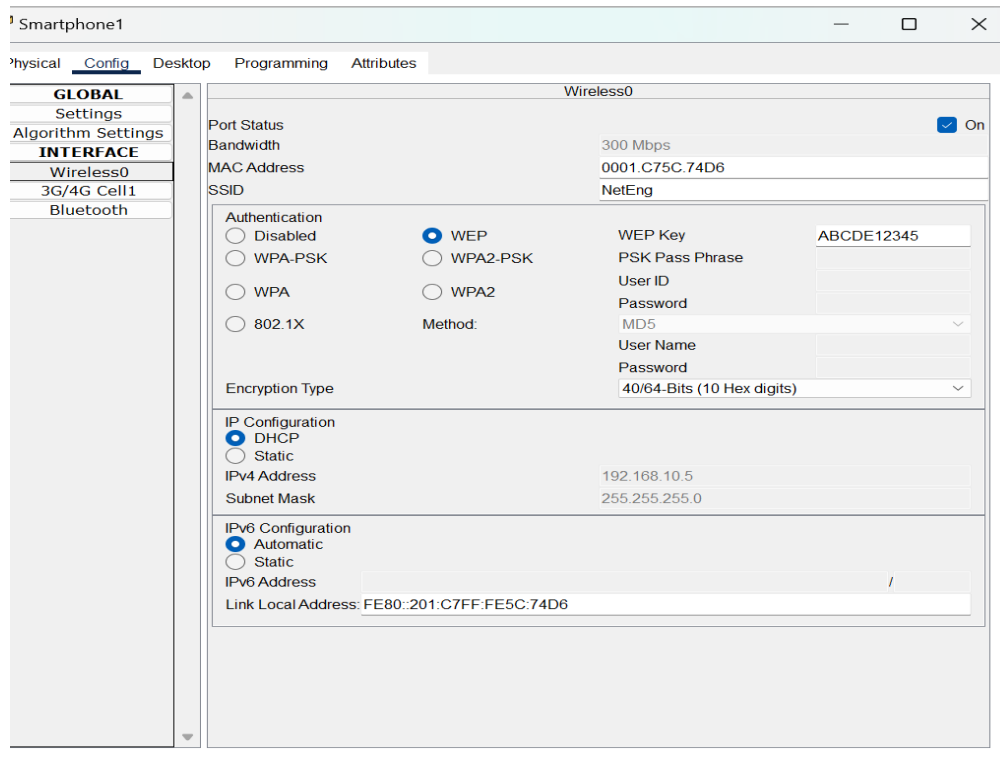 Smartphone1
Physical Config Desktop Programming Attributes
GLOBAL
Settings
Algorithm Settings
INTERFACE
Wireless0
3G/4G Cell1
Bluetooth
Wireless0
Port Status On
Bandwidth 300 Mbps
MAC Address 0001.C75C.74D6
SSID NetEng
Authentication
Disabled WEP WEP Key ABCDE12345
WPA-PSK WPA2-PSK PSK Pass Phrase
User ID
WPA WPA2
Password
802.1X Method: MD5
User Name
Password
Encryption Type 40/64-Bits (10 Hex digits)
IP Configuration
DHCP
Static
IPv4 Address 192.168.10.5
Subnet Mask 255.255.255.0
IPv6 Configuration
Automatic
Static
IPv6 Address /
Link Local Address: FE80::201:C7FF:FE5C:74D6